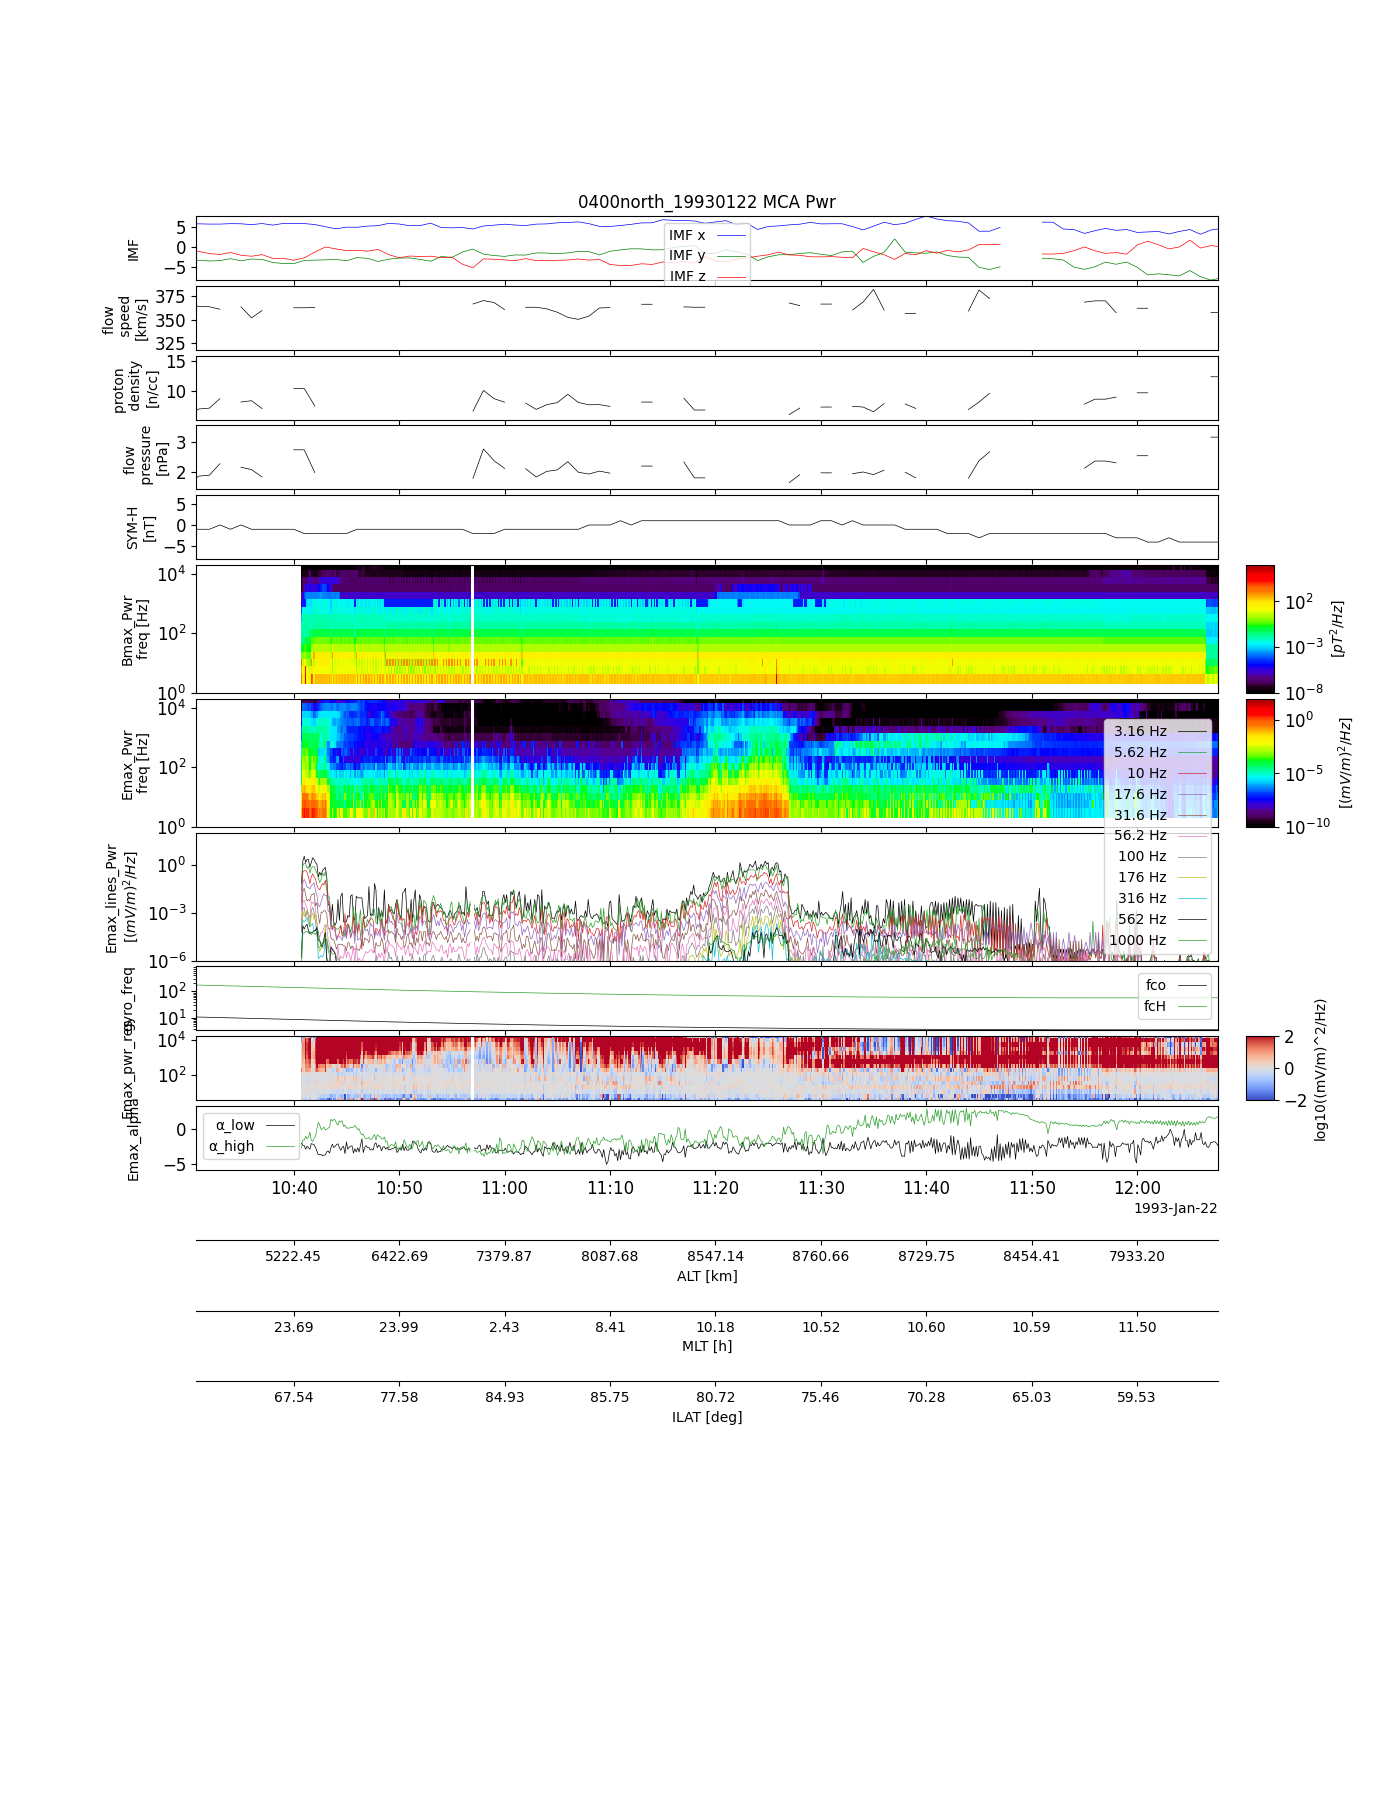 0400north_19930122 MCA Pwr
IMF
5
0
−5
IMF x
IMF y
IMF z
flow
speed
[km/s]
375
350
325
proton
density
[n/cc]
15
10
flow
pressure
[nPa]
3
2
SYM-H
[nT]
5
0
−5
Bmax_Pwr
freq [Hz]
10^4
10^2
10^0
10^2
10^-3
10^-8
[pT^2/Hz]
Emax_Pwr
freq [Hz]
10^4
10^2
10^0
10^0
10^-5
10^-10
[(mV/m)^2/Hz]
3.16 Hz
5.62 Hz
10 Hz
17.6 Hz
31.6 Hz
56.2 Hz
100 Hz
176 Hz
316 Hz
562 Hz
1000 Hz
Emax_lines_Pwr
[(mV/m)^2/Hz]
10^0
10^-3
10^-6
gyro_freq
10^2
10^1
fco
fcH
Emax_pwr_reg
10^4
10^2
2
0
−2
log10((mV/m)^2/Hz)
Emax_alpha
0
−5
α_low
α_high
10:40 10:50 11:00 11:10 11:20 11:30 11:40 11:50 12:00
1993-Jan-22
5222.45 6422.69 7379.87 8087.68 8547.14 8760.66 8729.75 8454.41 7933.20
ALT [km]
23.69 23.99 2.43 8.41 10.18 10.52 10.60 10.59 11.50
MLT [h]
67.54 77.58 84.93 85.75 80.72 75.46 70.28 65.03 59.53
ILAT [deg]